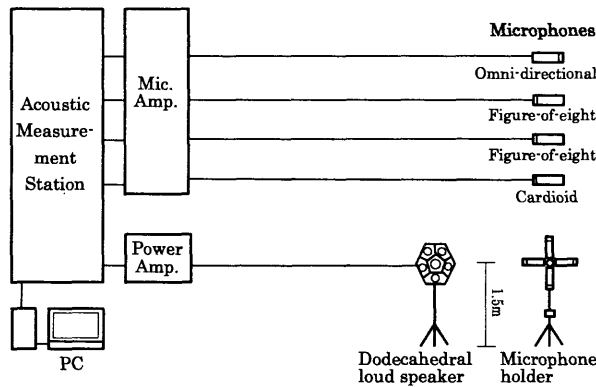 Microphones
Omni-directional
Figure-of-eight
Figure-of-eight
Cardioid
Mic.
Amp.
Acoustic
Measure-
ment
Station
Power
Amp.
1.5m
PC
Dodecahedral
loud speaker
Microphone
holder